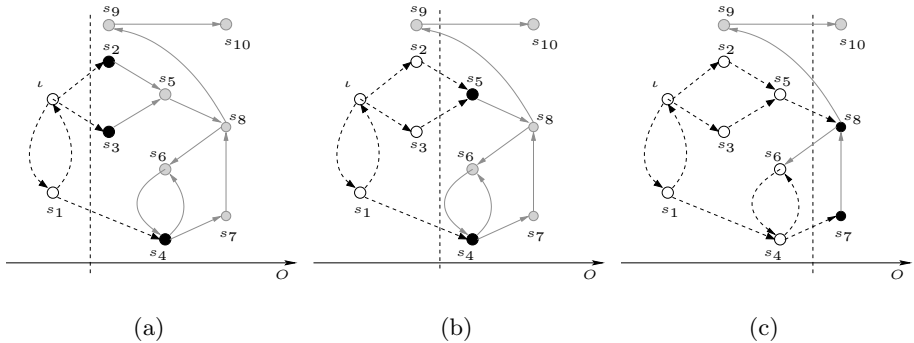 s9 s9 s9
s10 s10 s10
s2 s2 s2
ι s5 ι s5 ι s5
s8 s8 s8
s3 s3 s3
s6 s6 s6
s1 s1 s1
s7 s7 s7
s4 s4 s4
O O O
(a) (b) (c)